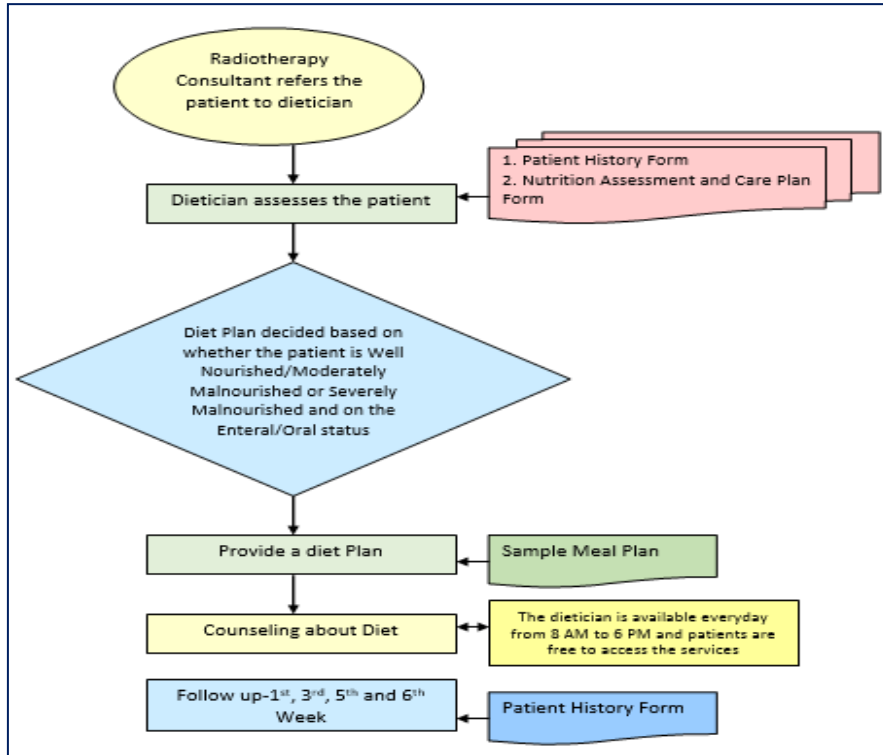 Radiotherapy
Consultant refers the
patient to dietician
1. Patient History Form
2. Nutrition Assessment and Care Plan
Form
Dietician assesses the patient
Diet Plan decided based on
whether the patient is Well
Nourished/Moderately
Malnourished or Severely
Malnourished and on the
Enteral/Oral status
Provide a diet Plan
Sample Meal Plan
Counseling about Diet
The dietician is available everyday
from 8 AM to 6 PM and patients are
free to access the services
Follow up-1st, 3rd, 5th and 6th
Week
Patient History Form